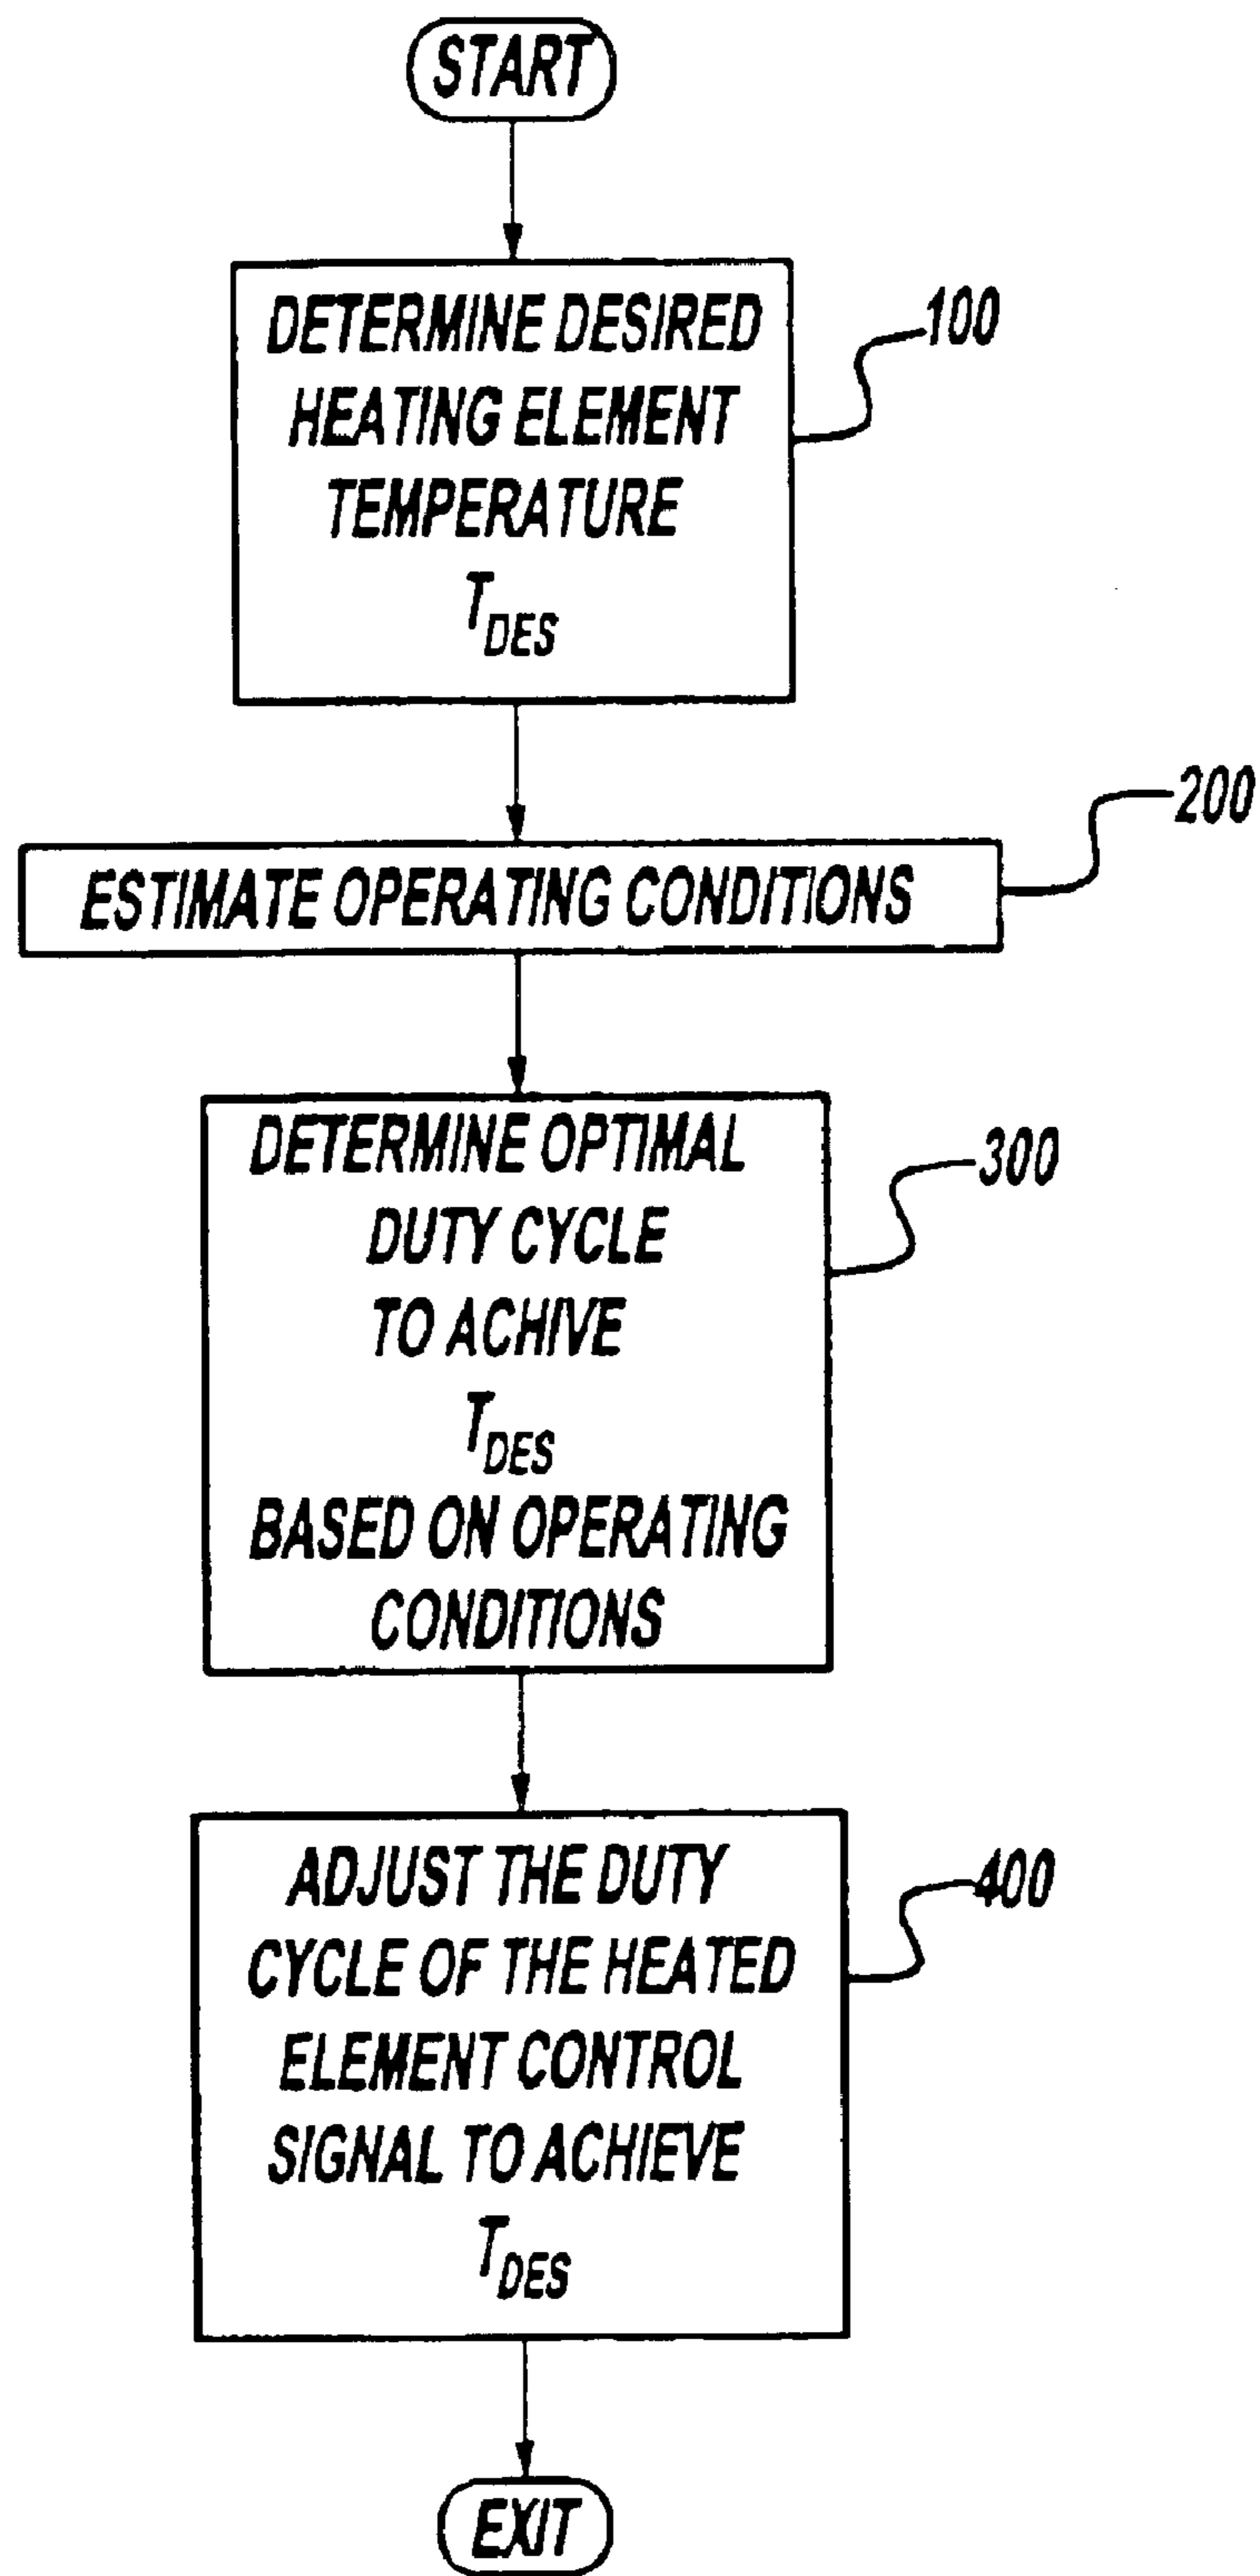 START
DETERMINE DESIRED
HEATING ELEMENT
TEMPERATURE
T_DES
100
200
ESTIMATE OPERATING CONDITIONS
DETERMINE OPTIMAL
DUTY CYCLE
TO ACHIVE
T_DES
BASED ON OPERATING
CONDITIONS
300
ADJUST THE DUTY
CYCLE OF THE HEATED
ELEMENT CONTROL
SIGNAL TO ACHIEVE
T_DES
400
EXIT